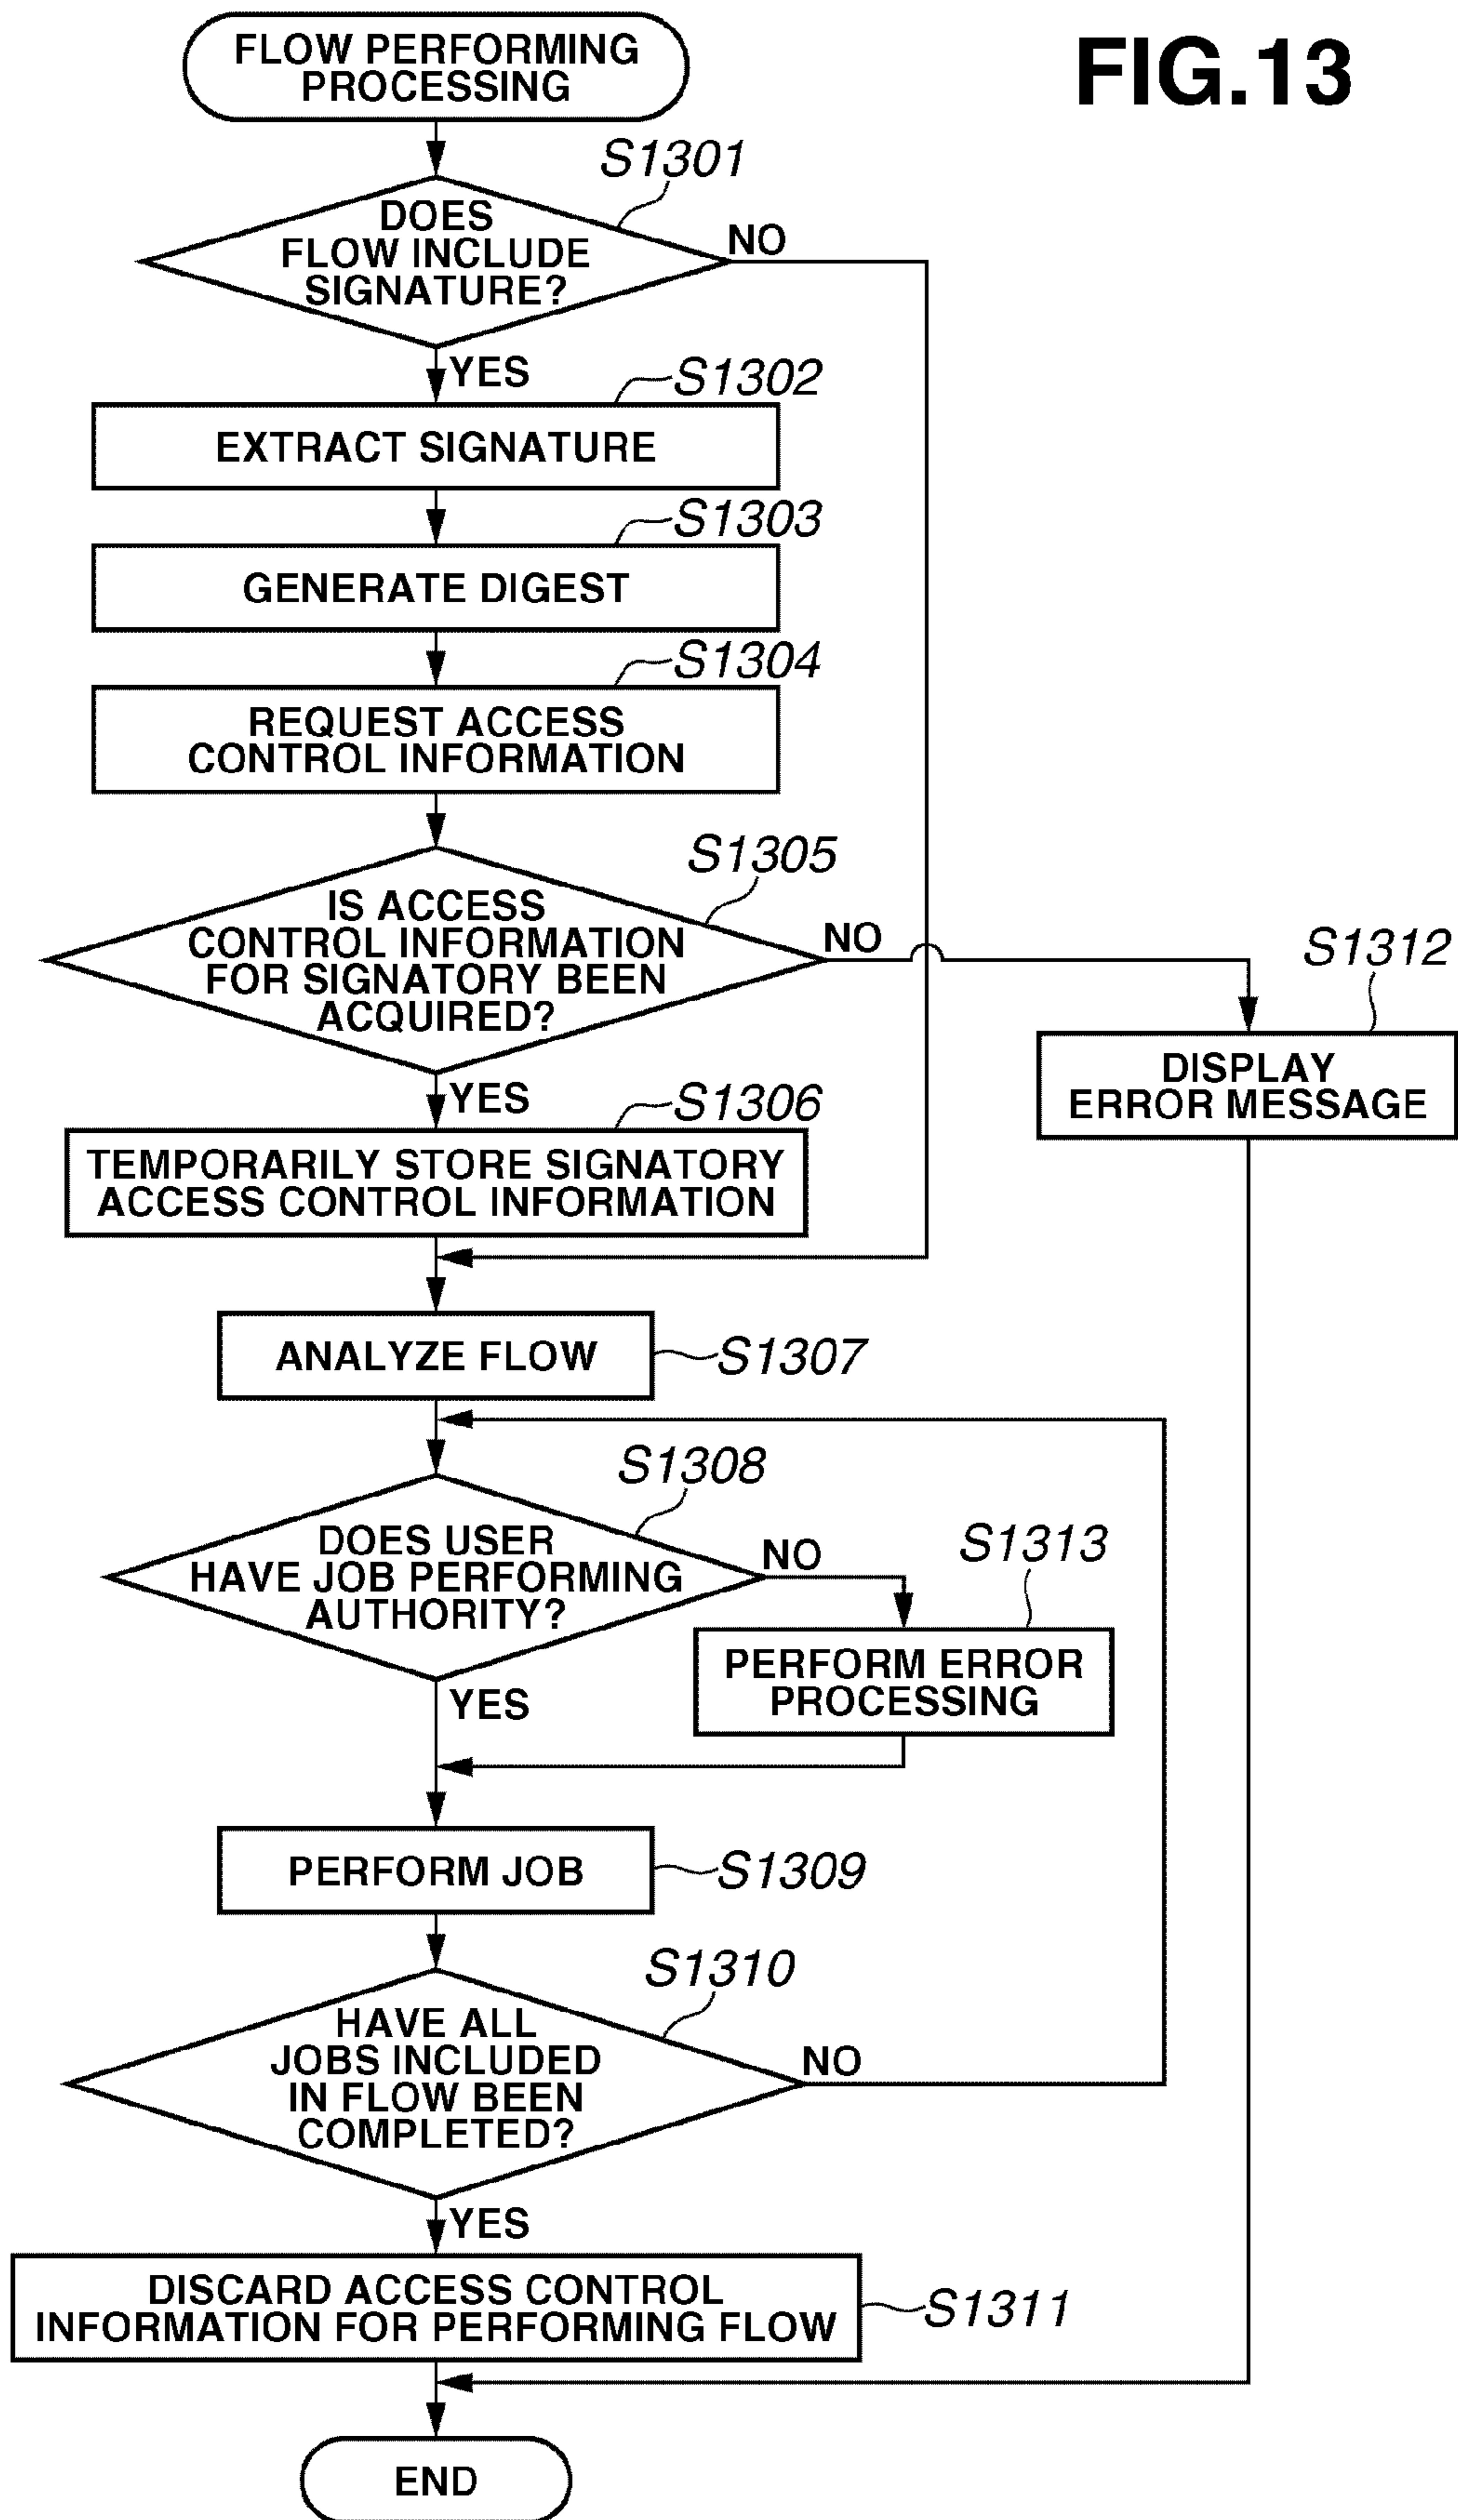 FIG.13
FLOW PERFORMING
PROCESSING
S1301
DOES
FLOW INCLUDE
SIGNATURE?
NO
YES
S1302
EXTRACT SIGNATURE
S1303
GENERATE DIGEST
S1304
REQUEST ACCESS
CONTROL INFORMATION
S1305
IS ACCESS
CONTROL INFORMATION
FOR SIGNATORY BEEN
ACQUIRED?
NO
S1312
DISPLAY
ERROR MESSAGE
YES
S1306
TEMPORARILY STORE SIGNATORY
ACCESS CONTROL INFORMATION
ANALYZE FLOW
S1307
S1308
DOES USER
HAVE JOB PERFORMING
AUTHORITY?
NO
S1313
PERFORM ERROR
PROCESSING
YES
PERFORM JOB
S1309
S1310
HAVE ALL
JOBS INCLUDED
IN FLOW BEEN
COMPLETED?
NO
YES
DISCARD ACCESS CONTROL
INFORMATION FOR PERFORMING FLOW
S1311
END